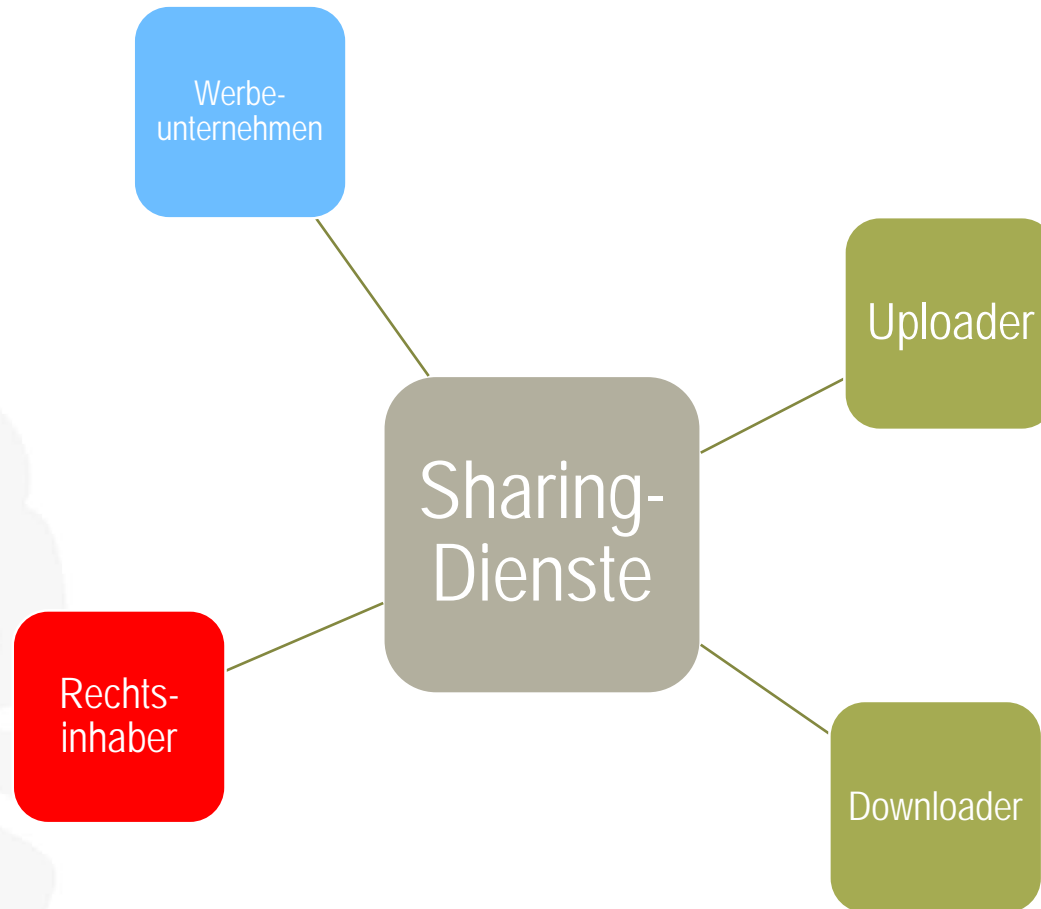 Werbe-
unternehmen
Uploader
Sharing-
Dienste
Rechts-
inhaber
Downloader